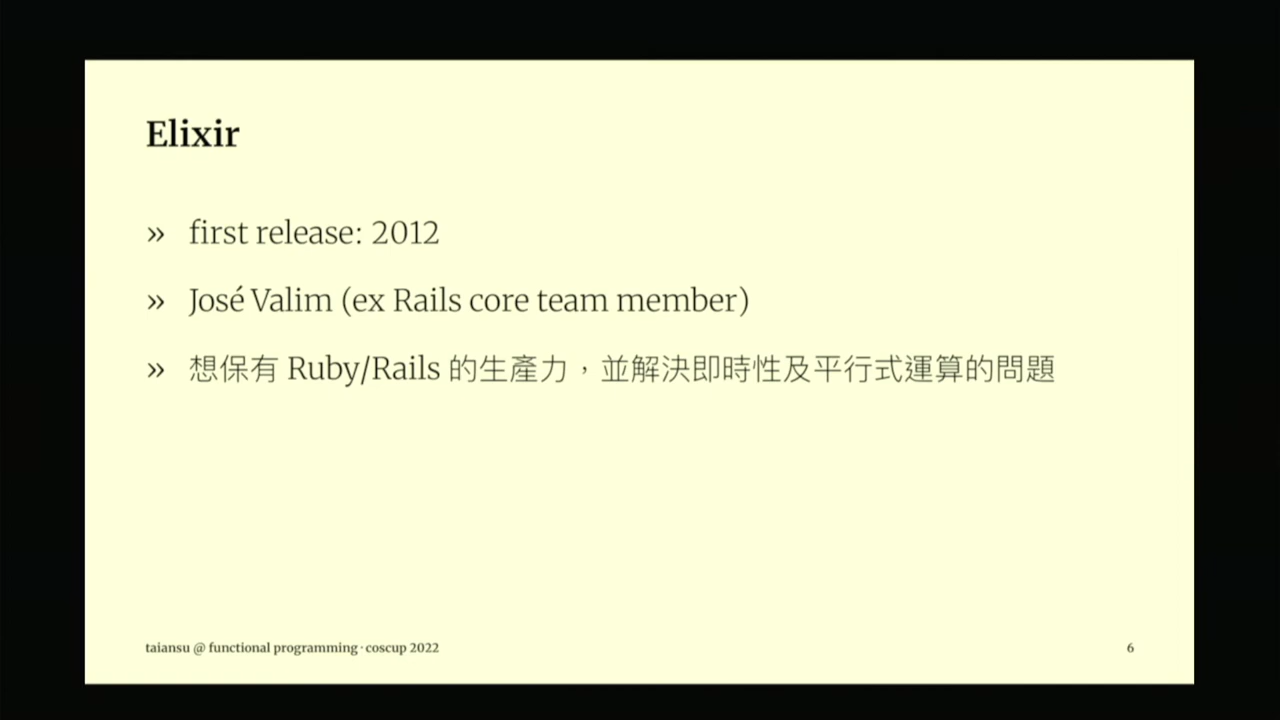 Elixir
» first release: 2012
» José Valim (ex Rails core team member)
» 想保有 Ruby/Rails 的生產力，並解決即時性及平行式運算的問題
taiansu @ functional programming · coscup 2022
6